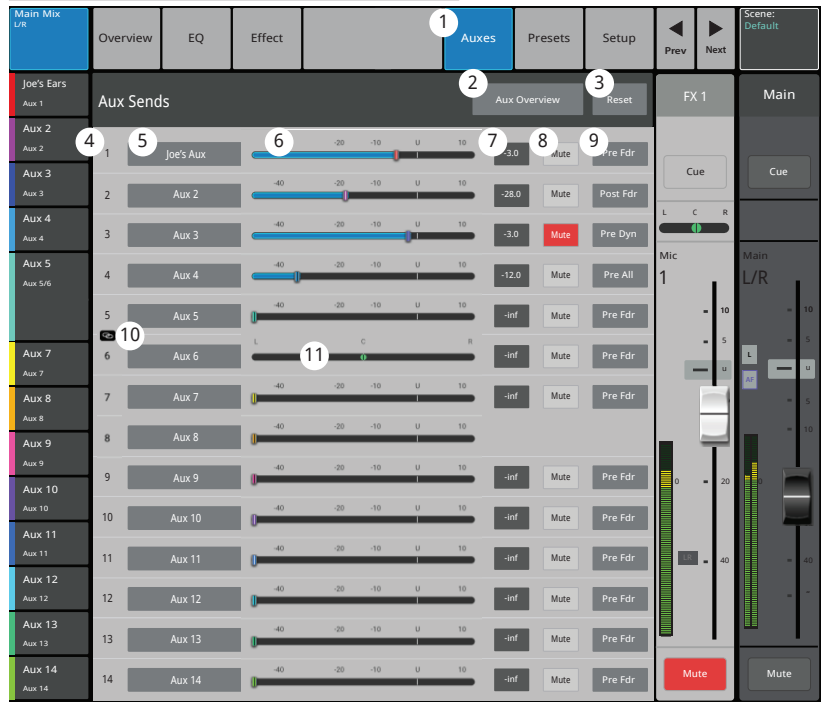 Main Mix
L/R
Overview
EQ
Effect
1
Auxes
Presets
Setup
Prev
Next
Scene:
Default
Joe's Ears
Aux 1
Aux 2
Aux 2
Aux 3
Aux 3
Aux 4
Aux 4
Aux 5
Aux 5/6
Aux 7
Aux 7
Aux 8
Aux 8
Aux 9
Aux 9
Aux 10
Aux 10
Aux 11
Aux 11
Aux 12
Aux 12
Aux 13
Aux 13
Aux 14
Aux 14
Aux Sends
2
Aux Overview
3
Reset
4
1
5
Joe's Aux
6
-20 -10 U 10
7
-3.0
8
Mute
9
Pre Fdr
2
Aux 2
-40 -20 -10 U 10
-28.0
Mute
Post Fdr
3
Aux 3
-40 -20 -10 U 10
-3.0
Mute
Pre Dyn
4
Aux 4
-40 -20 -10 U 10
-12.0
Mute
Pre All
5
Aux 5
-40 -20 -10 U 10
-inf
Mute
Pre Fdr
10
6
Aux 6
L C R
11
-inf
Mute
Pre Fdr
7
Aux 7
-40 -20 -10 U 10
-inf
Mute
Pre Fdr
8
Aux 8
-40 -20 -10 U 10
9
Aux 9
-40 -20 -10 U 10
-inf
Mute
Pre Fdr
10
Aux 10
-40 -20 -10 U 10
-inf
Mute
Pre Fdr
11
Aux 11
-40 -20 -10 U 10
-inf
Mute
Pre Fdr
12
Aux 12
-40 -20 -10 U 10
-inf
Mute
Pre Fdr
13
Aux 13
-40 -20 -10 U 10
-inf
Mute
Pre Fdr
14
Aux 14
-40 -20 -10 U 10
-inf
Mute
Pre Fdr
FX 1
Cue
L C R
Mic
1
10
5
U
0
20
LR
40
Mute
Main
Cue
Main
L/R
10
5
L
U
AF
5
10
0
20
40
-
Mute